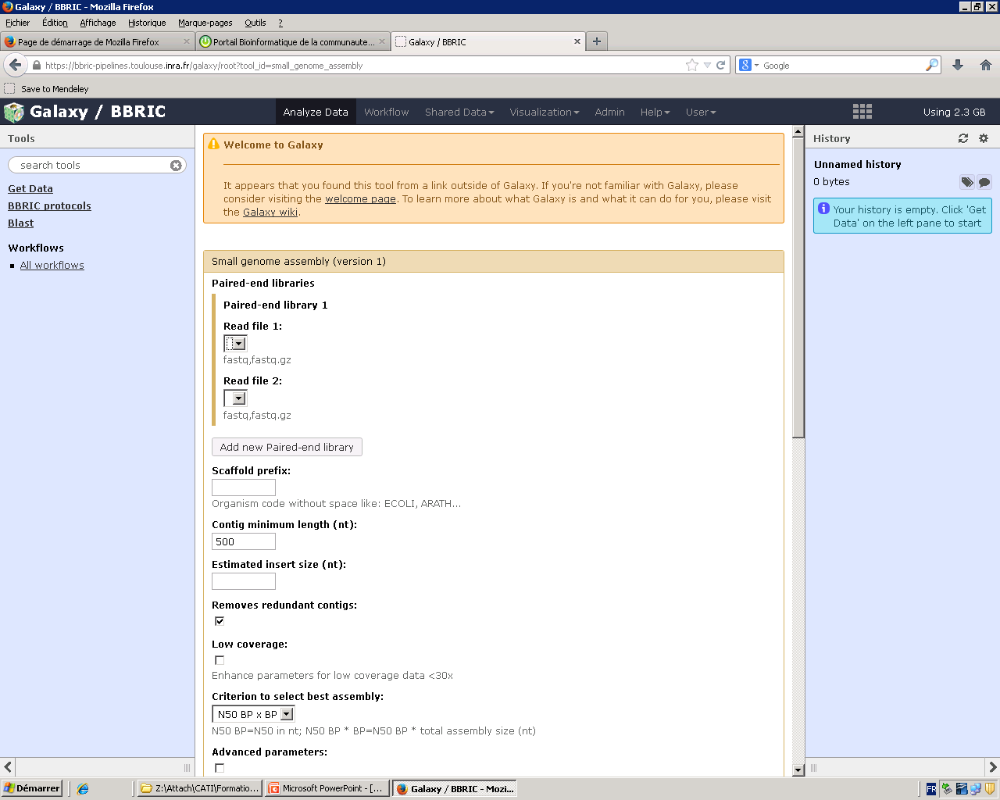 Galaxy / BBRIC - Mozilla Firefox
Fichier Édition Affichage Historique Marque-pages Outils ?
Page de démarrage de Mozilla Firefox × Portail Bioinformatique de la communaute... × Galaxy / BBRIC × +
https://bbric-pipelines.toulouse.inra.fr/galaxy/root?tool_id=small_genome_assembly Google
Save to Mendeley
Galaxy / BBRIC Analyze Data Workflow Shared Data Visualization Admin Help User Using 2.3 GB
Tools
search tools
Get Data
BBRIC protocols
Blast
Workflows
All workflows
Welcome to Galaxy
It appears that you found this tool from a link outside of Galaxy. If you're not familiar with Galaxy, please
consider visiting the welcome page. To learn more about what Galaxy is and what it can do for you, please visit
the Galaxy wiki.
Small genome assembly (version 1)
Paired-end libraries
Paired-end library 1
Read file 1:
fastq,fastq.gz
Read file 2:
fastq,fastq.gz
Add new Paired-end library
Scaffold prefix:
Organism code without space like: ECOLI, ARATH...
Contig minimum length (nt):
500
Estimated insert size (nt):
Removes redundant contigs:
Low coverage:
Enhance parameters for low coverage data <30x
Criterion to select best assembly:
N50 BP x BP
N50 BP=N50 in nt; N50 BP * BP=N50 BP * total assembly size (nt)
Advanced parameters:
History
Unnamed history
0 bytes
Your history is empty. Click 'Get
Data' on the left pane to start
Démarrer Z:\Attach\CATI\Formatio... Microsoft PowerPoint - [... Galaxy / BBRIC - Mozi... FR